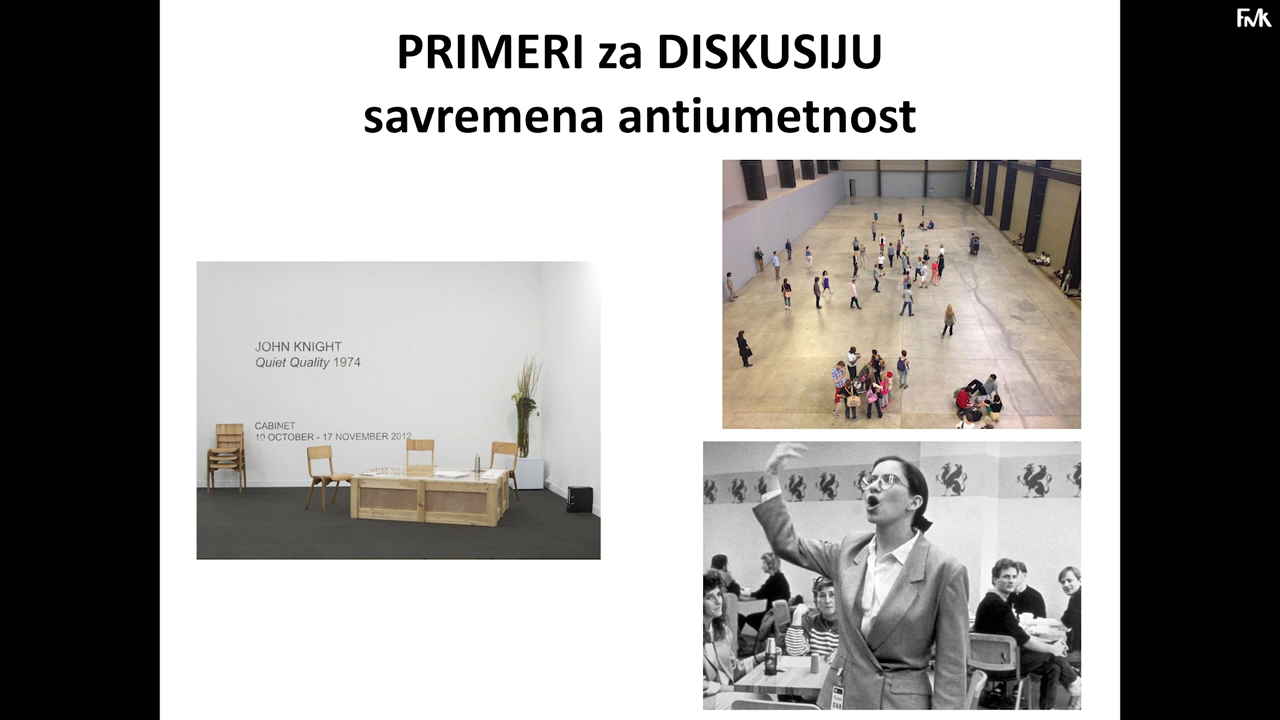 PRIMERI za DISKUSIJU
savremena antiumetnost
FMK
JOHN KNIGHT
Quiet Quality 1974
CABINET
10 OCTOBER - 17 NOVEMBER 2012